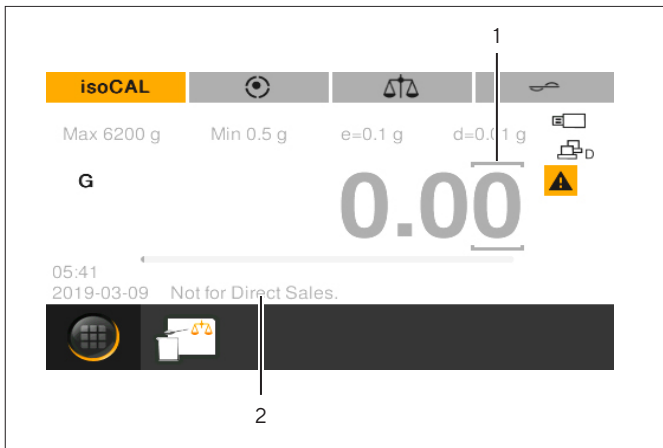 1
isoCAL
Max 6200 g Min 0.5 g e=0.1 g d=0.01 g
D
G 0.00
05:41
2019-03-09 Not for Direct Sales.
2